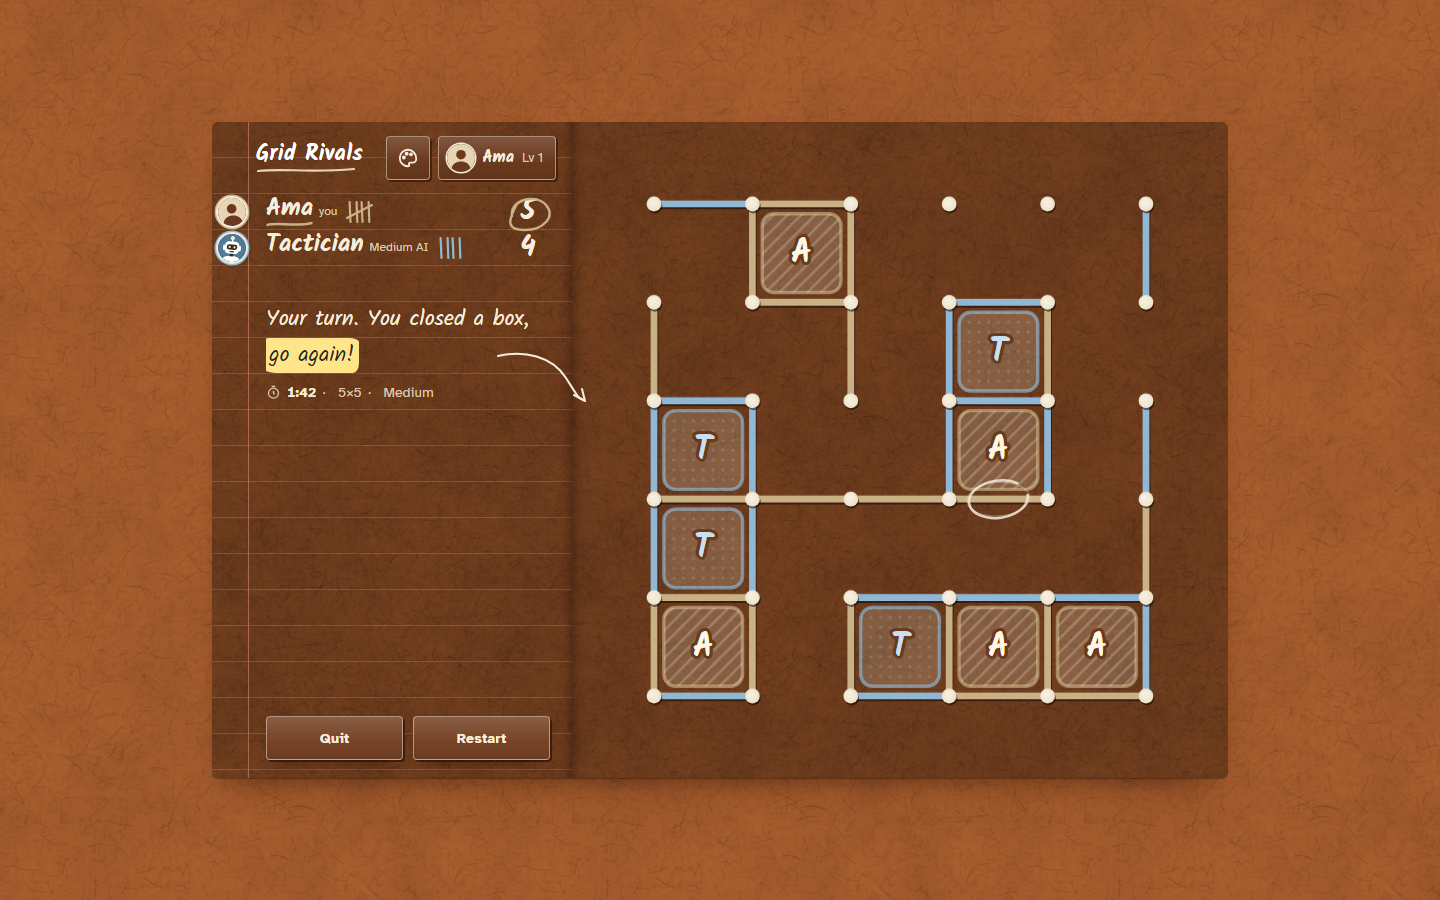 Grid Rivals
Ama Lv 1
Ama you 5
Tactician Medium AI 4
Your turn. You closed a box,
go again!
1:42 · 5×5 · Medium
A
T
T A
T
A T A A
Quit Restart